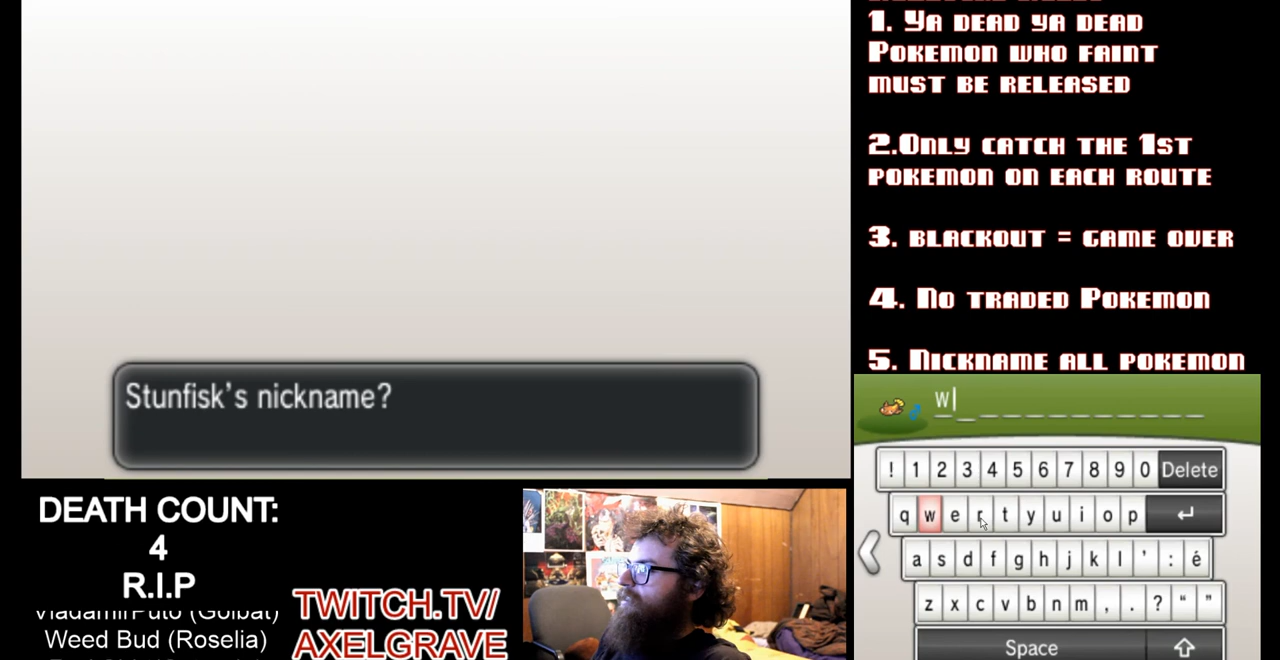 1. Ya dead ya dead
Pokemon who faint
must be released
2.Only catch the 1st
pokemon on each route
3. blackout = game over
4. No traded Pokemon
5. Nickname all pokemon
Stunfisk's nickname?
w
! 1 2 3 4 5 6 7 8 9 0 Delete
q w e r t y u i o p
a s d f g h j k l ' : é
z x c v b n m , . ? “ ”
Space
DEATH COUNT:
4
R.I.P
Weed Bud (Roselia)
TWITCH.TV/
AXELGRAVE